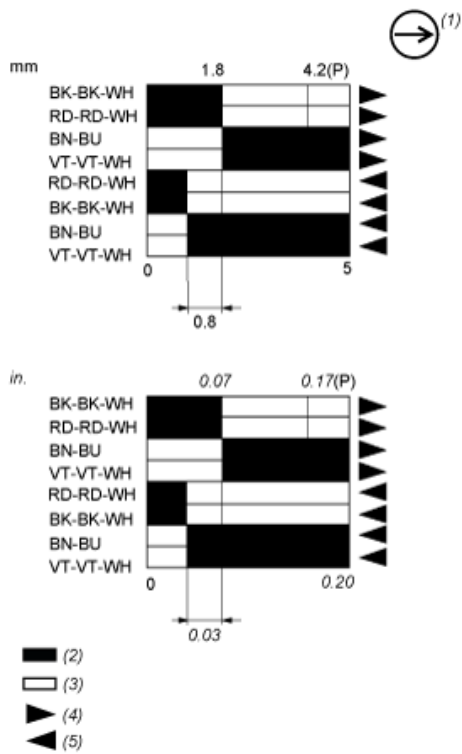 (1)
mm
1.8 4.2(P)
BK-BK-WH
RD-RD-WH
BN-BU
VT-VT-WH
RD-RD-WH
BK-BK-WH
BN-BU
VT-VT-WH
0 5
0.8
in.
0.07 0.17(P)
BK-BK-WH
RD-RD-WH
BN-BU
VT-VT-WH
RD-RD-WH
BK-BK-WH
BN-BU
VT-VT-WH
0 0.20
0.03
(2)
(3)
(4)
(5)